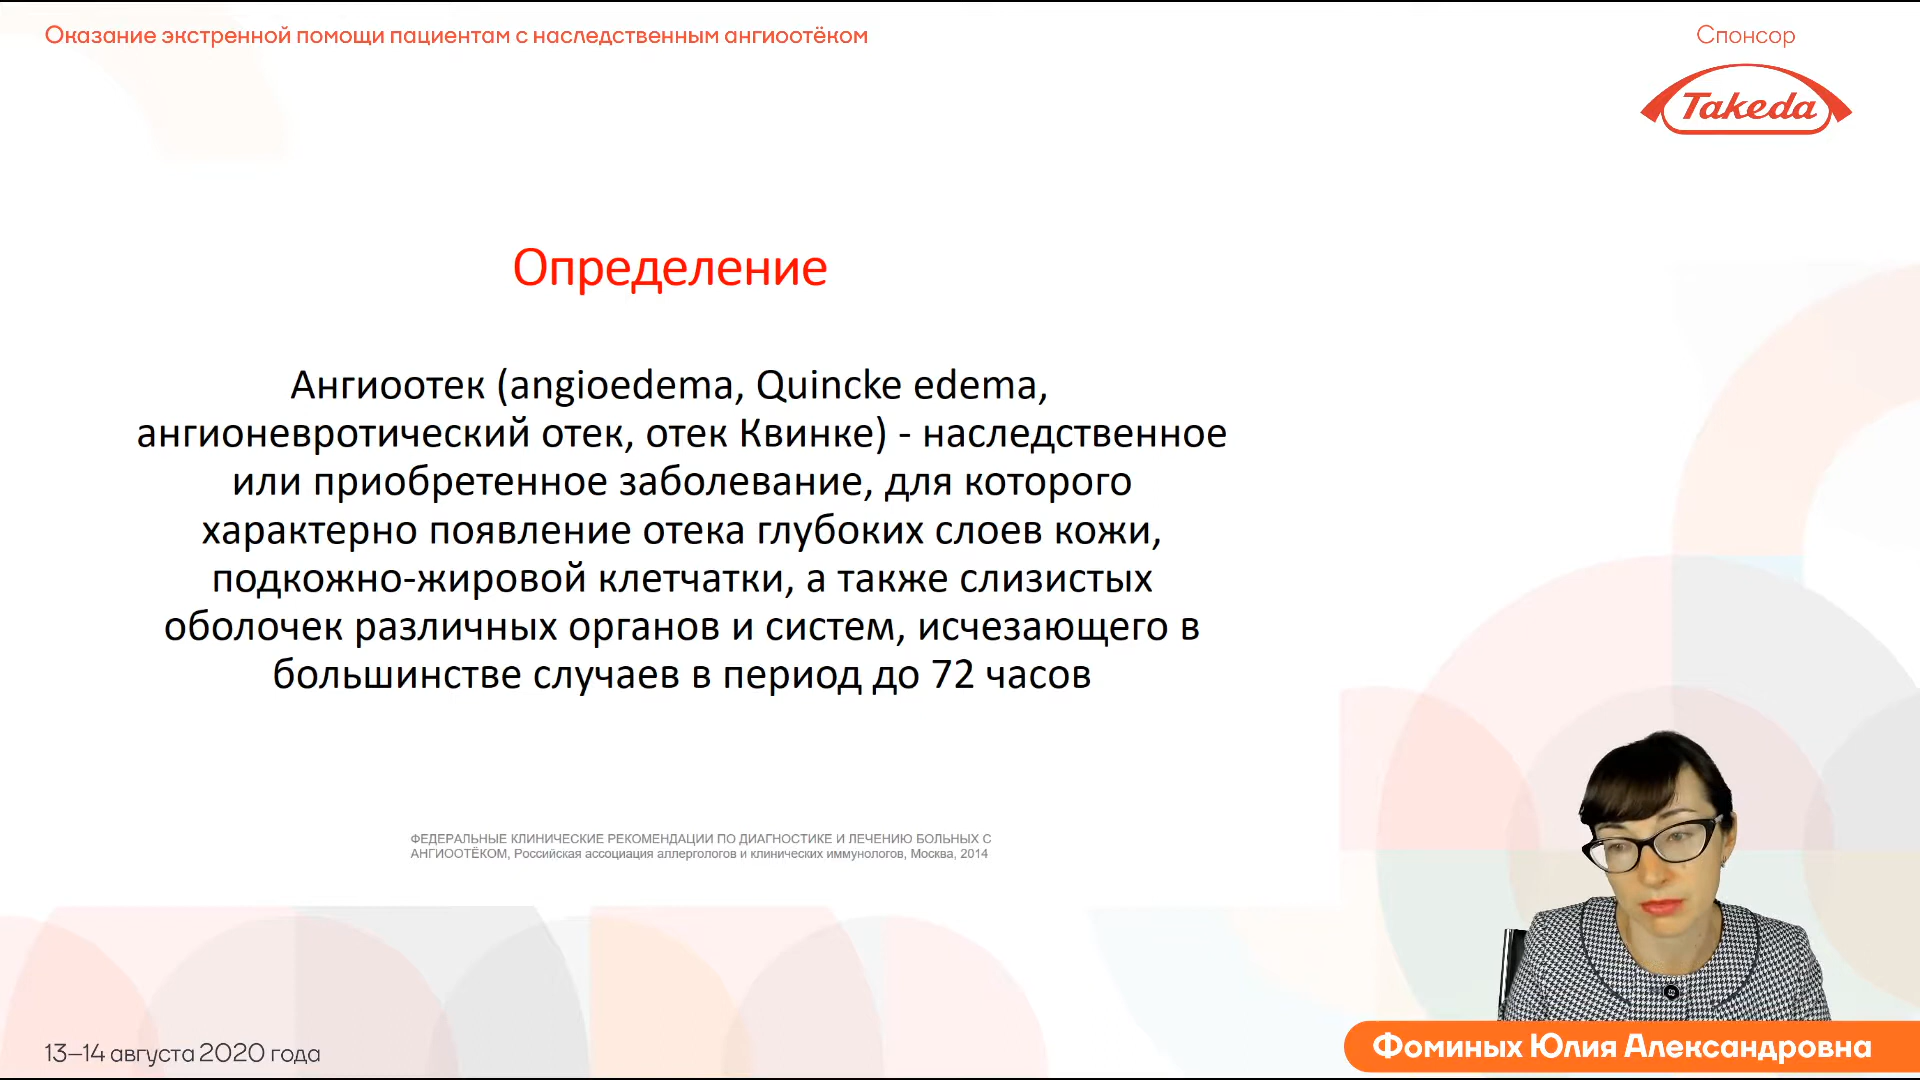 Оказание экстренной помощи пациентам с наследственным ангиоотёком
Спонсор
Takeda
Определение
Ангиоотек (angioedema, Quincke edema,
ангионевротический отек, отек Квинке) - наследственное
или приобретенное заболевание, для которого
характерно появление отека глубоких слоев кожи,
подкожно-жировой клетчатки, а также слизистых
оболочек различных органов и систем, исчезающего в
большинстве случаев в период до 72 часов
ФЕДЕРАЛЬНЫЕ КЛИНИЧЕСКИЕ РЕКОМЕНДАЦИИ ПО ДИАГНОСТИКЕ И ЛЕЧЕНИЮ БОЛЬНЫХ С
АНГИООТЁКОМ, Российская ассоциация аллергологов и клинических иммунологов, Москва, 2014
13–14 августа 2020 года
Фоминых Юлия Александровна